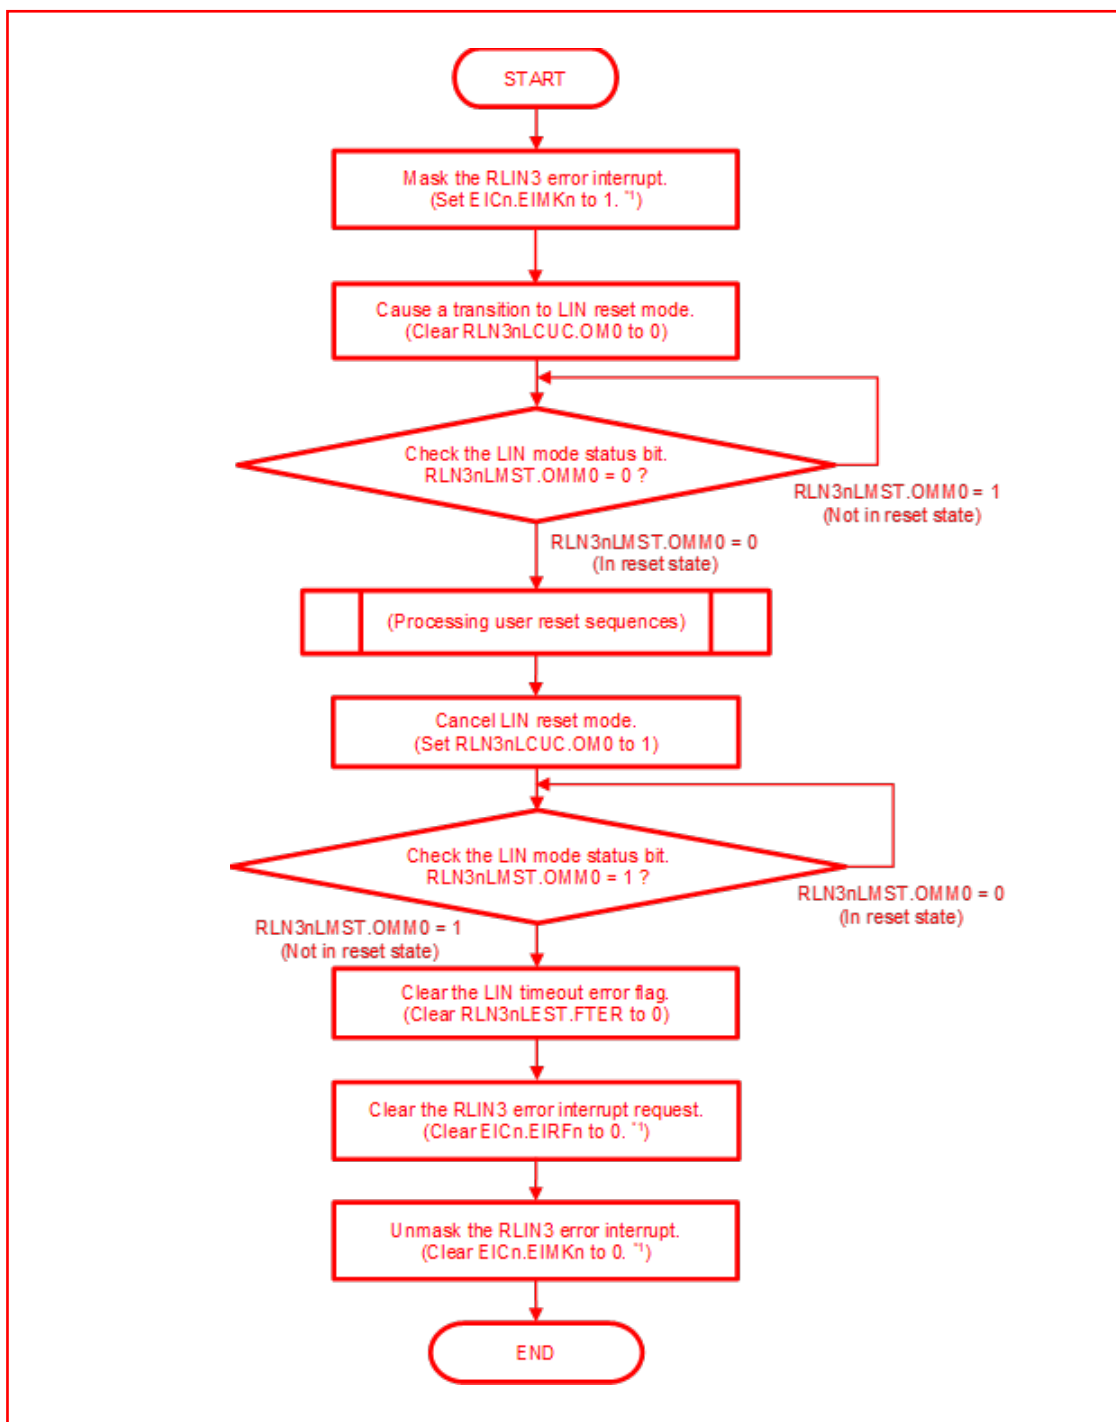 START
Mask the RLIN3 error interrupt.
(Set EICn.EIMKn to 1. *1)
Cause a transition to LIN reset mode.
(Clear RLN3nLCUC.OM0 to 0)
Check the LIN mode status bit.
RLN3nLMST.OMM0 = 0 ?
RLN3nLMST.OMM0 = 1
(Not in reset state)
RLN3nLMST.OMM0 = 0
(In reset state)
(Processing user reset sequences)
Cancel LIN reset mode.
(Set RLN3nLCUC.OM0 to 1)
Check the LIN mode status bit.
RLN3nLMST.OMM0 = 1 ?
RLN3nLMST.OMM0 = 0
(In reset state)
RLN3nLMST.OMM0 = 1
(Not in reset state)
Clear the LIN timeout error flag.
(Clear RLN3nLEST.FTER to 0)
Clear the RLIN3 error interrupt request.
(Clear EICn.EIRFn to 0. *1)
Unmask the RLIN3 error interrupt.
(Clear EICn.EIMKn to 0. *1)
END